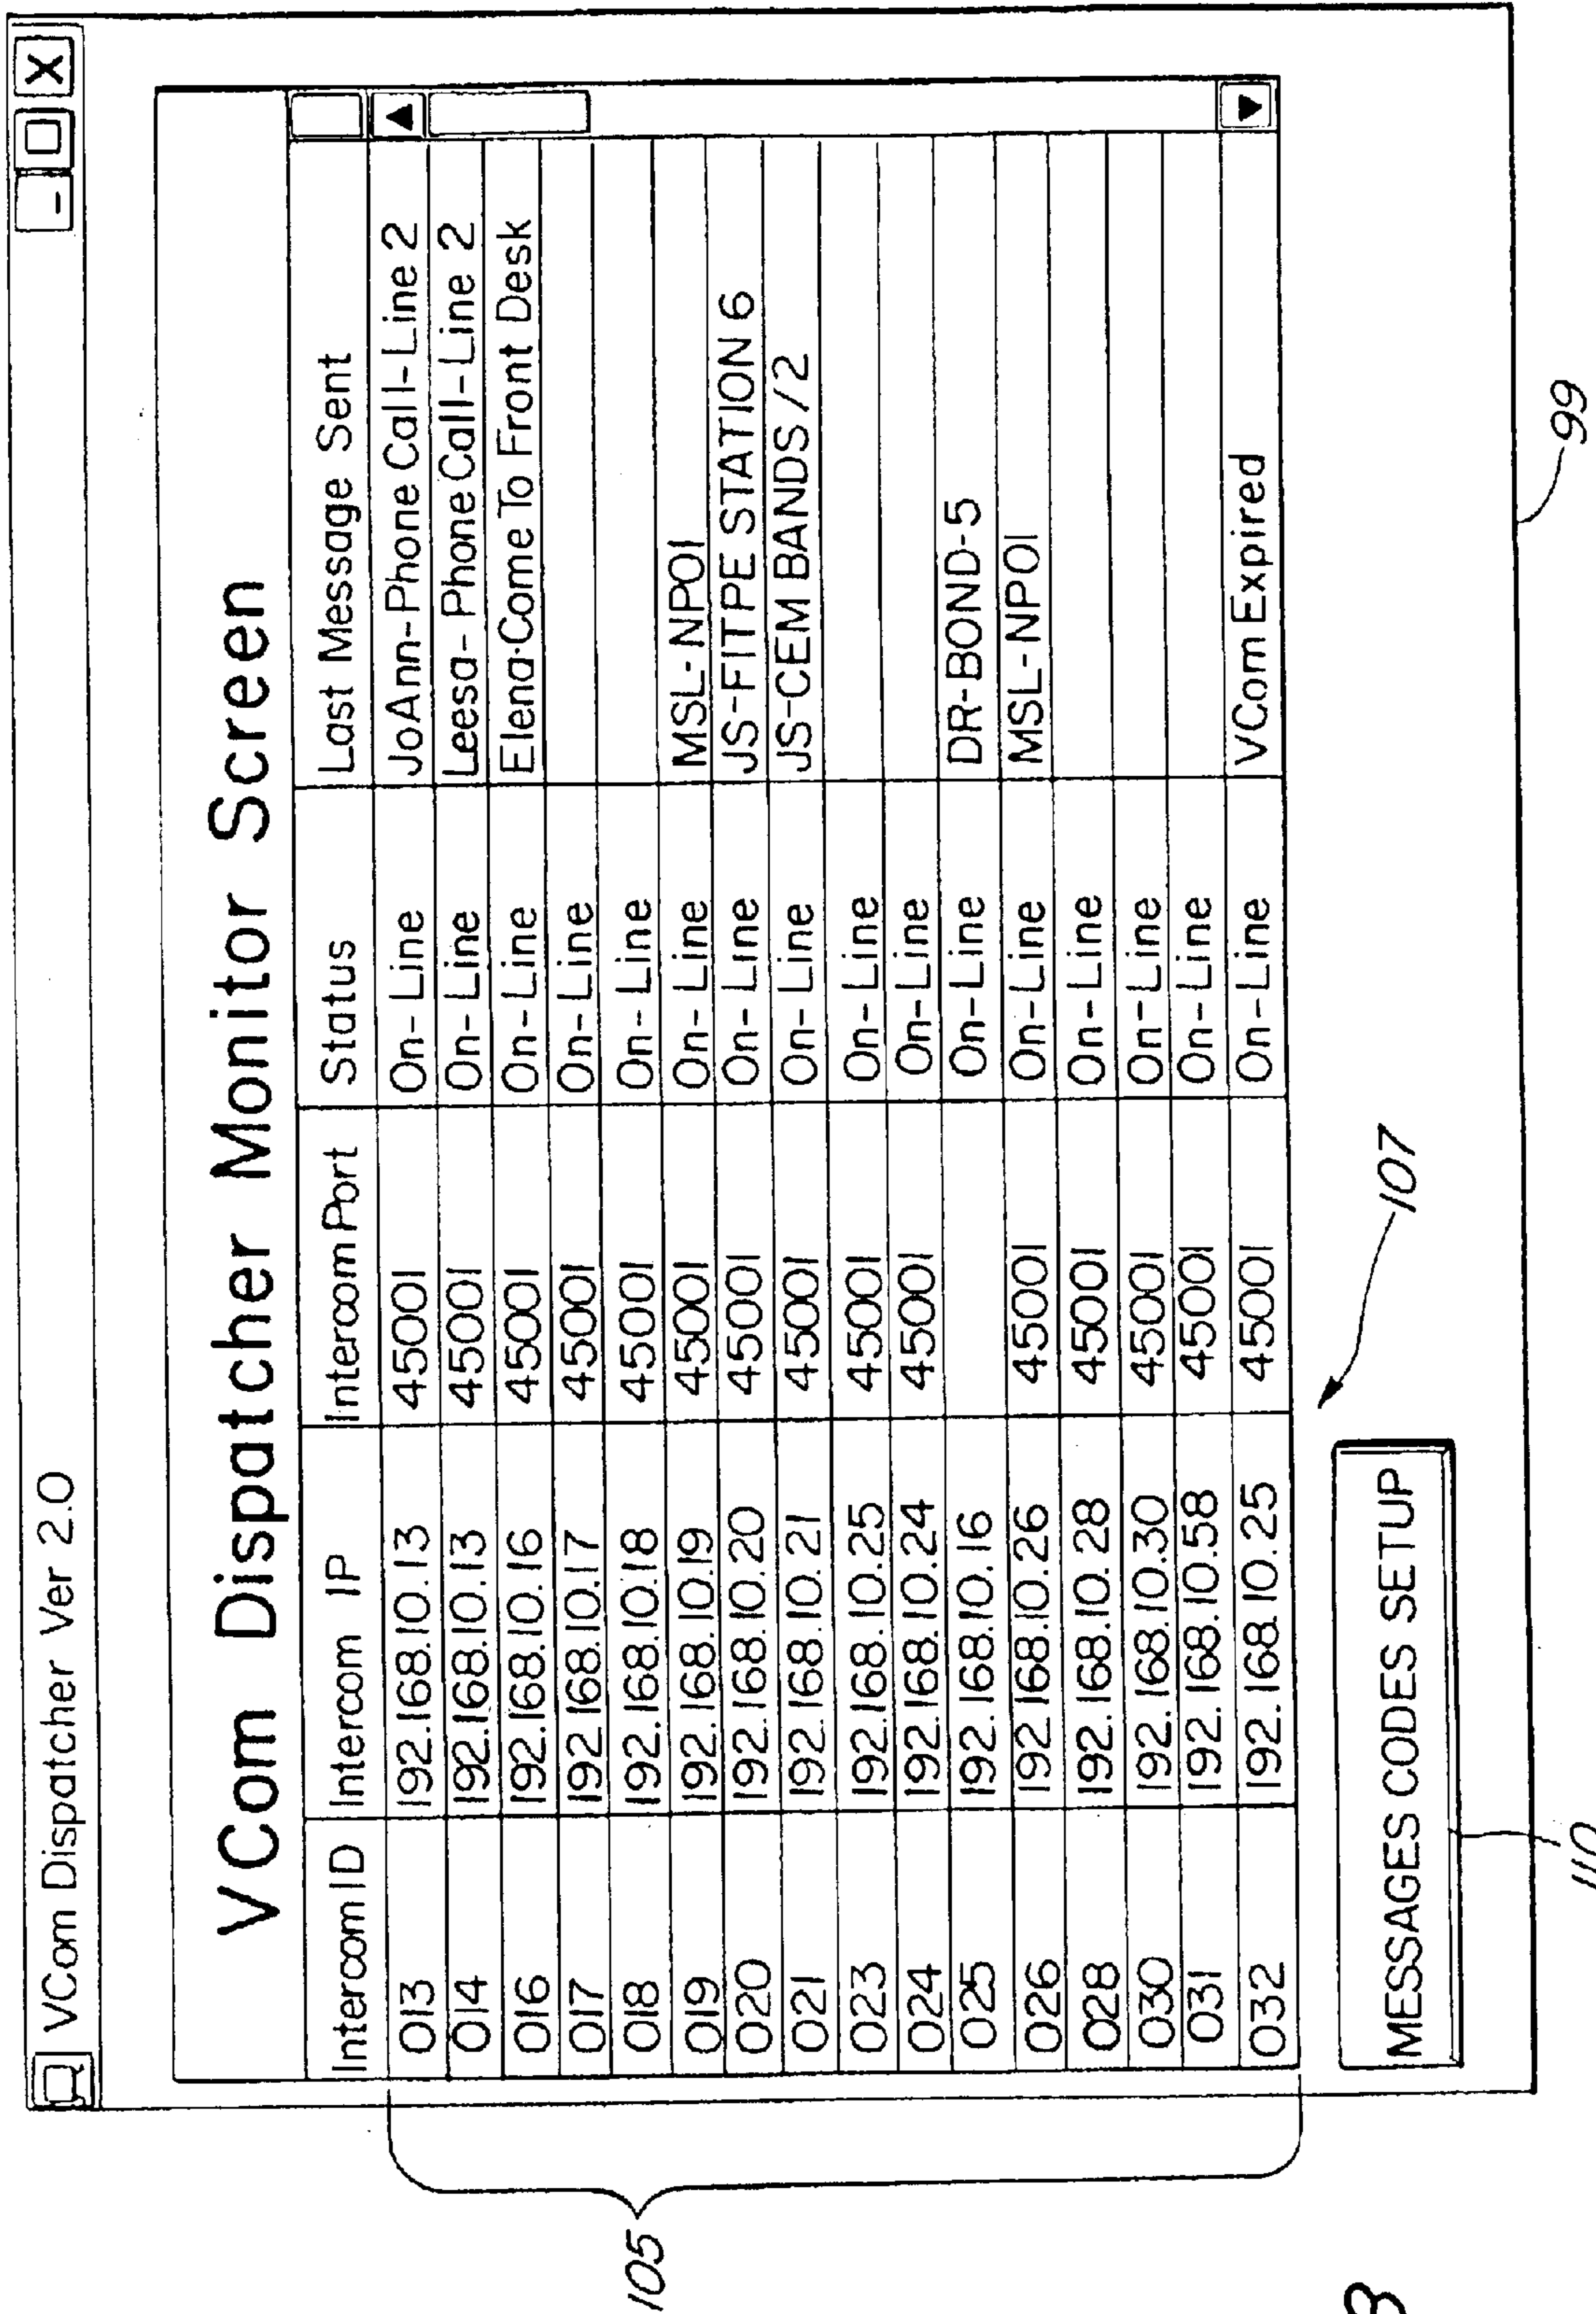 VCom Dispatcher Ver 2.0
- X
VCom Dispatcher Monitor Screen
Intercom ID Intercom IP Intercom Port Status Last Message Sent
013 192.168.10.13 45001 On-Line JoAnn-Phone Call-Line 2
014 192.168.10.13 45001 On-Line Leesa-Phone Call-Line 2
016 192.168.10.16 45001 On-Line Elena-Come To Front Desk
017 192.168.10.17 45001 On-Line
018 192.168.10.18 45001 On-Line
019 192.168.10.19 45001 On-Line MSL-NP01
020 192.168.10.20 45001 On-Line JS-FITPE STATION 6
021 192.168.10.21 45001 On-Line JS-CEM BANDS /2
023 192.168.10.25 45001 On-Line
024 192.168.10.24 45001 On-Line
025 192.168.10.16 On-Line DR-BOND-5
026 192.168.10.26 45001 On-Line MSL-NP01
028 192.168.10.28 45001 On-Line
030 192.168.10.30 45001 On-Line
031 192.168.10.58 45001 On-Line
032 192.168.10.25 45001 On-Line VCom Expired
105
107
MESSAGES CODES SETUP
110
99
8